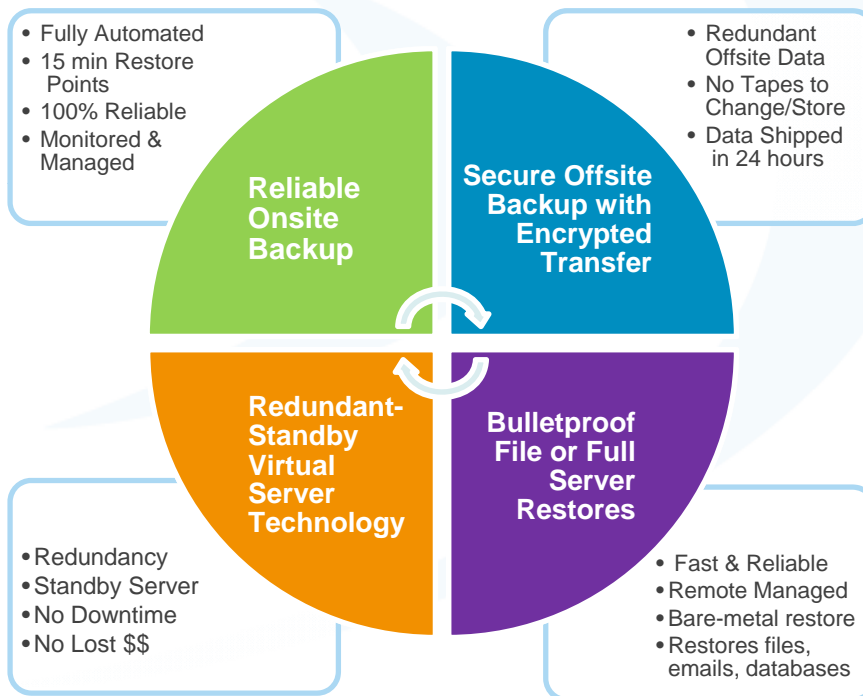 • Fully Automated
• 15 min Restore
Points
• 100% Reliable
• Monitored &
Managed
• Redundant
Offsite Data
• No Tapes to
Change/Store
• Data Shipped
in 24 hours
Reliable
Onsite
Backup
Secure Offsite
Backup with
Encrypted
Transfer
Redundant-
Standby
Virtual
Server
Technology
Bulletproof
File or Full
Server
Restores
• Redundancy
• Standby Server
• No Downtime
• No Lost $$
• Fast & Reliable
• Remote Managed
• Bare-metal restore
• Restores files,
emails, databases